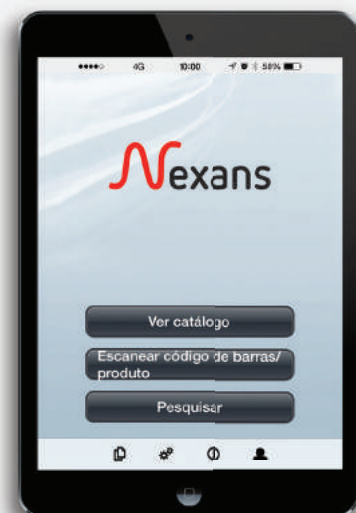 4G 10:00 58%
Nexans
Ver catálogo
Escanear código de barras/
produto
Pesquisar